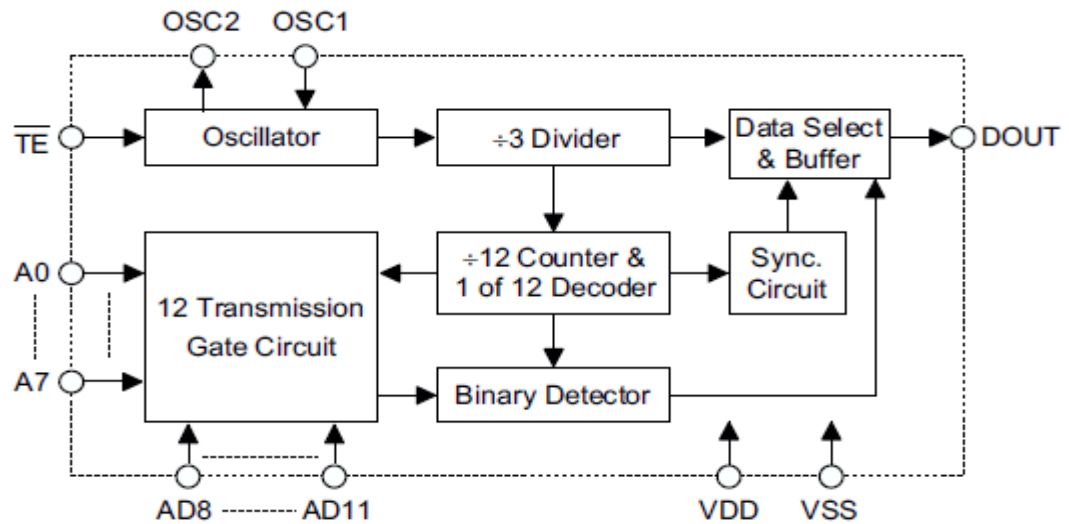 OSC2 OSC1
T̅E̅
Oscillator
÷3 Divider
Data Select
& Buffer
DOUT
A0
A7
12 Transmission
Gate Circuit
÷12 Counter &
1 of 12 Decoder
Sync.
Circuit
Binary Detector
AD8 AD11 VDD VSS